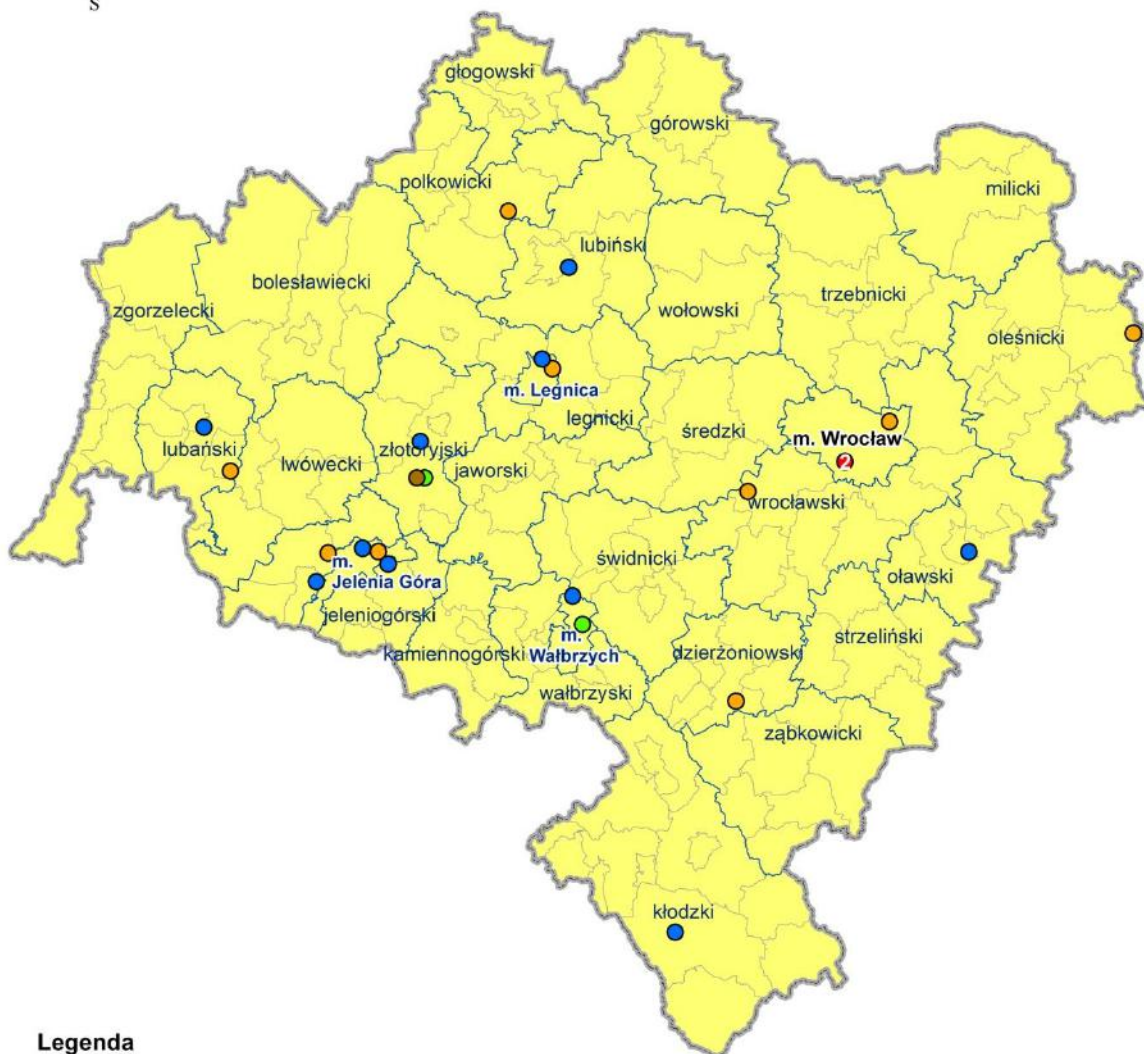 s
głogowski
górowski
polkowicki
milicki
lubiński
bolesławiecki
zgorzelecki
trzebnicki
wołowski
oleśnicki
m. Legnica
legnicki
średzki
m. Wrocław
2
lubański
lwówecki
złotoryjski
jaworski
wrocławski
świdnicki
m.
Jelenia Góra
oławski
jeleniogórski
strzeliński
m.
Wałbrzych
kamiennogórski
dzierżoniowski
wałbrzyski
ząbkowicki
kłodzki
Legenda